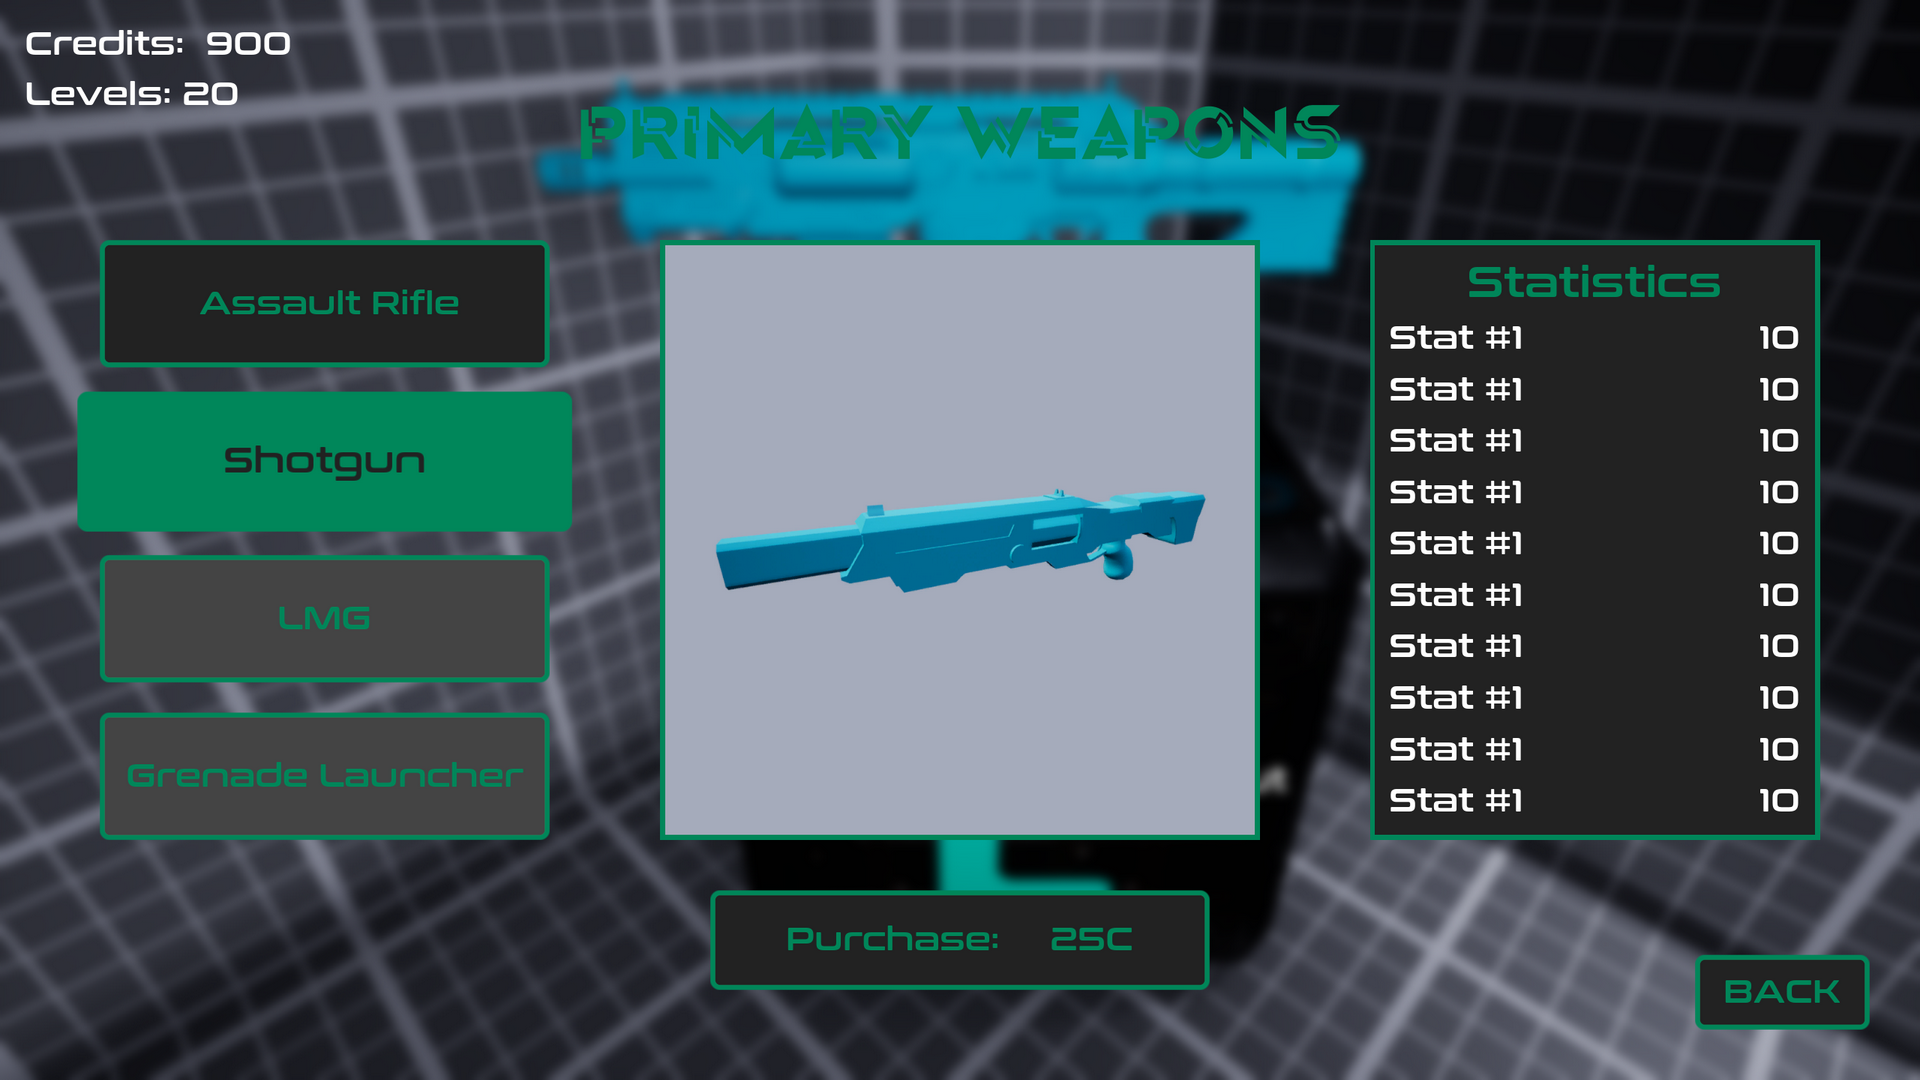 Credits: 900
Levels: 20
PRIMARY WEAPONS
Assault Rifle
Shotgun
LMG
Grenade Launcher
Statistics
Stat #1 10
Stat #1 10
Stat #1 10
Stat #1 10
Stat #1 10
Stat #1 10
Stat #1 10
Stat #1 10
Stat #1 10
Stat #1 10
Purchase: 25C
BACK